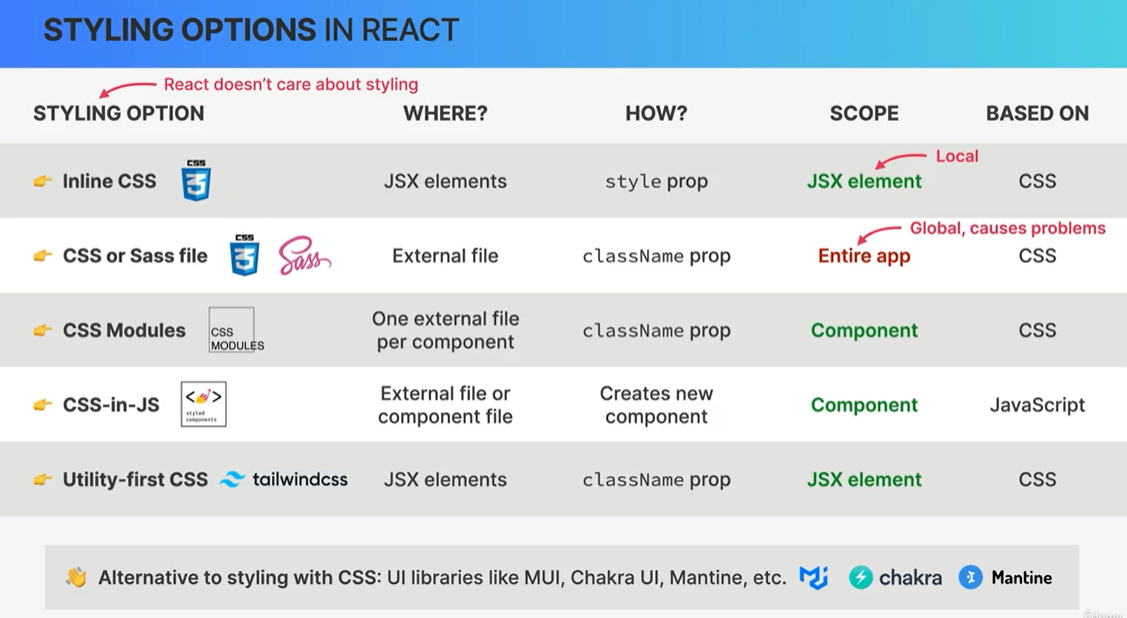 STYLING OPTIONS IN REACT
React doesn't care about styling
STYLING OPTION WHERE? HOW? SCOPE BASED ON
Local
CSS
Inline CSS JSX elements style prop JSX element CSS
Global, causes problems
CSS
CSS or Sass file Sass External file className prop Entire app CSS
CSS Modules CSS MODULES One external file per component className prop Component CSS
CSS-in-JS <> styled components External file or component file Creates new component Component JavaScript
Utility-first CSS tailwindcss JSX elements className prop JSX element CSS
Alternative to styling with CSS: UI libraries like MUI, Chakra UI, Mantine, etc. chakra Mantine
Udemy